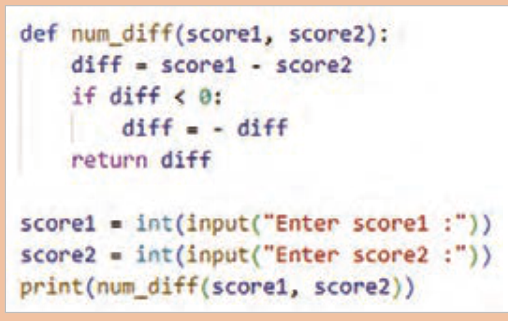 def num_diff(score1, score2):
    diff = score1 - score2
    if diff < 0:
        diff = - diff
    return diff

score1 = int(input("Enter score1 :"))
score2 = int(input("Enter score2 :"))
print(num_diff(score1, score2))